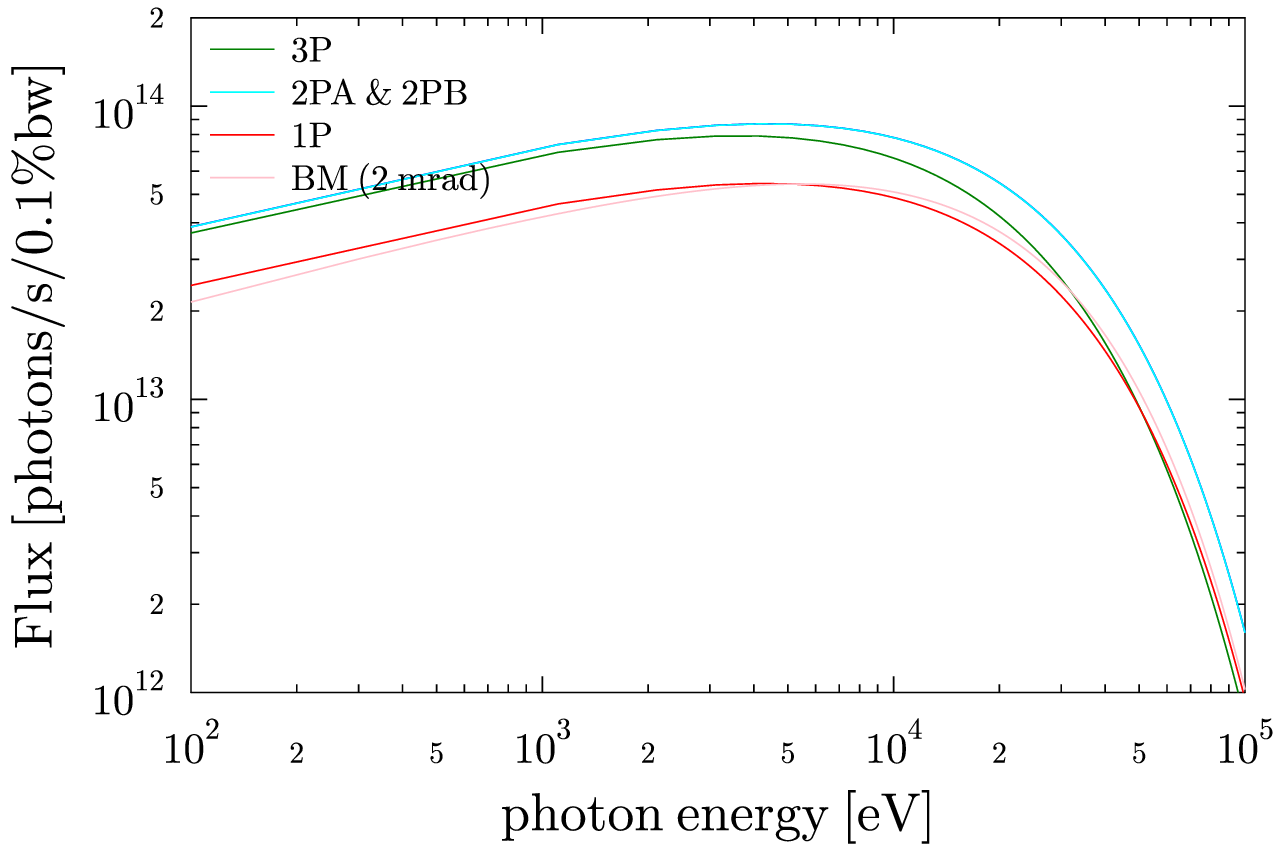 2
10^14
5
2
10^13
5
2
10^12
Flux [photons/s/0.1%bw]
3P
2PA & 2PB
1P
BM (2 mrad)
10^2 2 5 10^3 2 5 10^4 2 5 10^5
photon energy [eV]